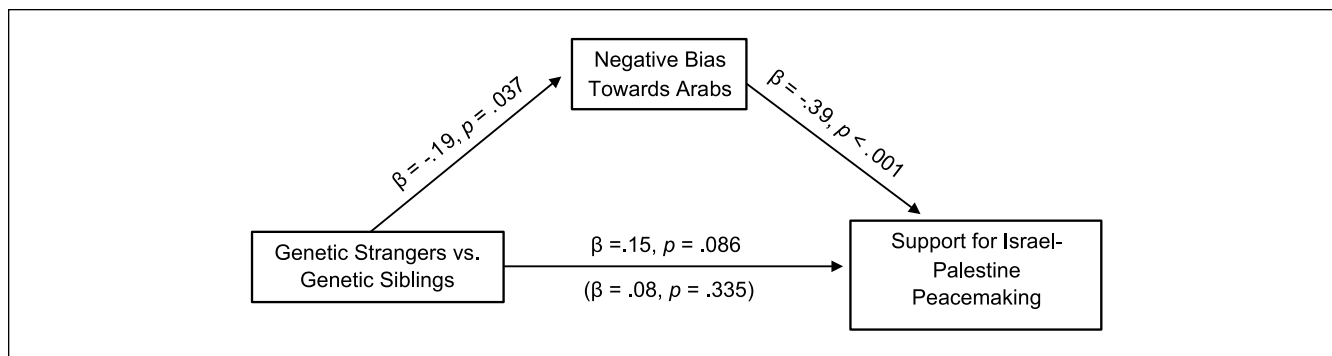 Negative Bias
Towards Arabs
β = -.19, p = .037
β = -.39, p < .001
Genetic Strangers vs.
Genetic Siblings
β =.15, p = .086
(β = .08, p = .335)
Support for Israel-
Palestine
Peacemaking